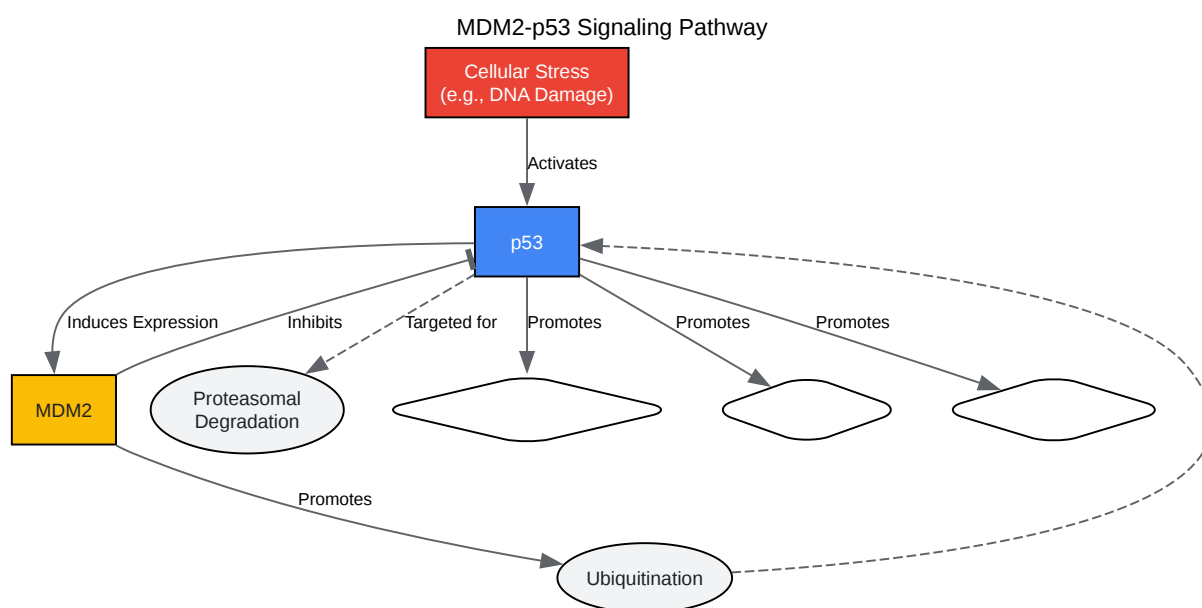 MDM2-p53 Signaling Pathway
Cellular Stress
(e.g., DNA Damage)
Activates
p53
Induces Expression
Inhibits
Targeted for
Promotes
Promotes
Promotes
MDM2
Proteasomal
Degradation
Promotes
Ubiquitination